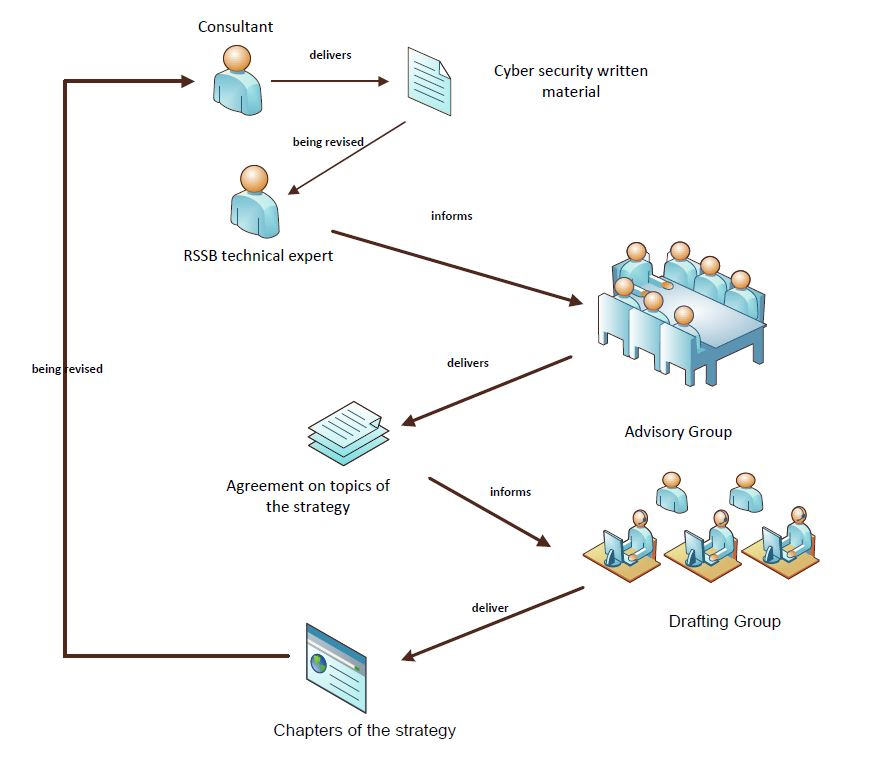 Consultant
delivers
Cyber security written
material
being revised
informs
RSSB technical expert
being revised
delivers
Advisory Group
Agreement on topics of
the strategy
informs
deliver
Drafting Group
Chapters of the strategy